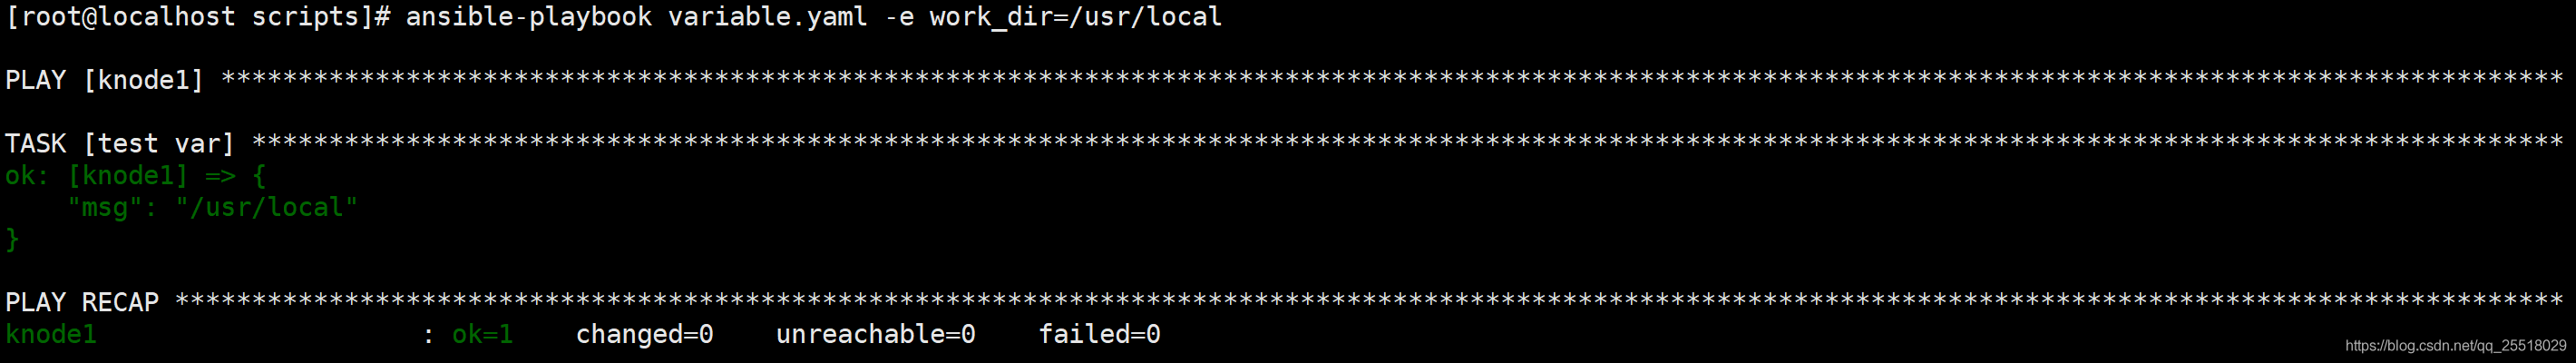 [root@localhost scripts]# ansible-playbook variable.yaml -e work_dir=/usr/local
PLAY [knode1] ********************************************************************************************************************************************************
TASK [test var] ******************************************************************************************************************************************************
ok: [knode1] => {
    "msg": "/usr/local"
}
PLAY RECAP ***********************************************************************************************************************************************************
knode1                     : ok=1    changed=0    unreachable=0    failed=0
https://blog.csdn.net/qq_25518029